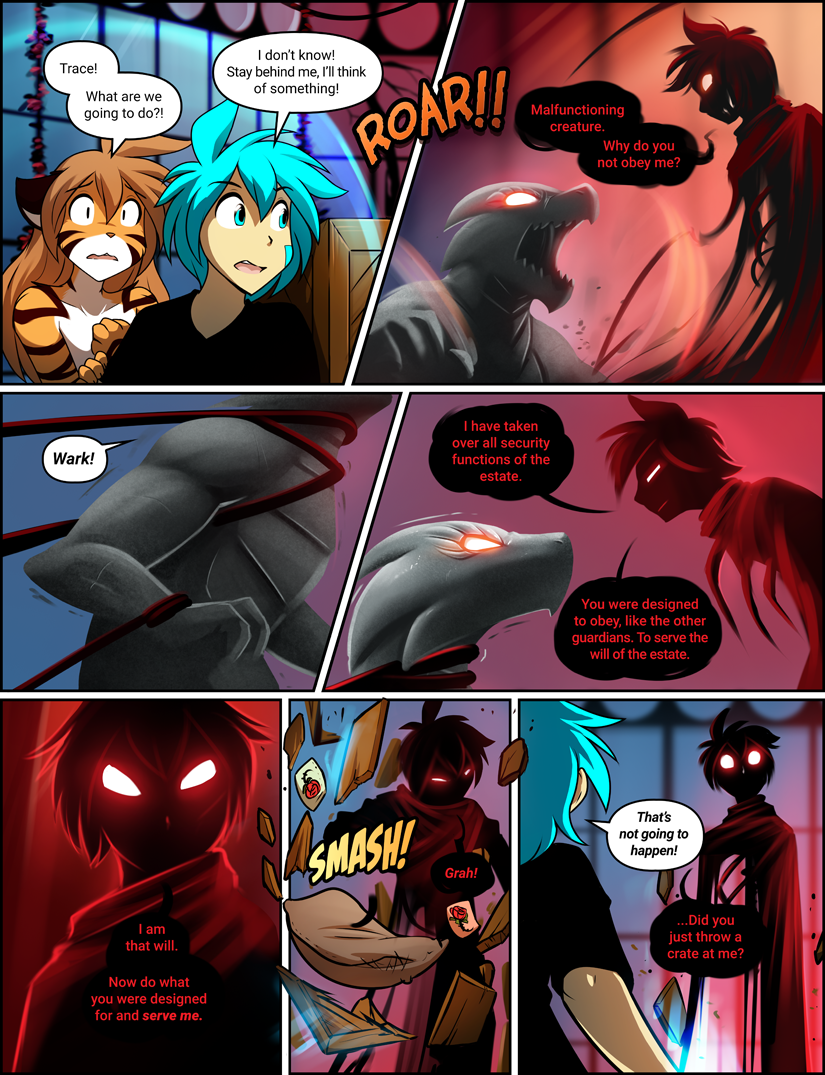 Trace!
What are we
going to do?!
I don't know!
Stay behind me, I'll think
of something!
ROAR!!
Malfunctioning
creature.
Why do you
not obey me?
Wark!
I have taken
over all security
functions of the
estate.
You were designed
to obey, like the other
guardians. To serve the
will of the estate.
I am
that will.
Now do what
you were designed
for and serve me.
SMASH!
Grah!
That's
not going to
happen!
...Did you
just throw a
crate at me?